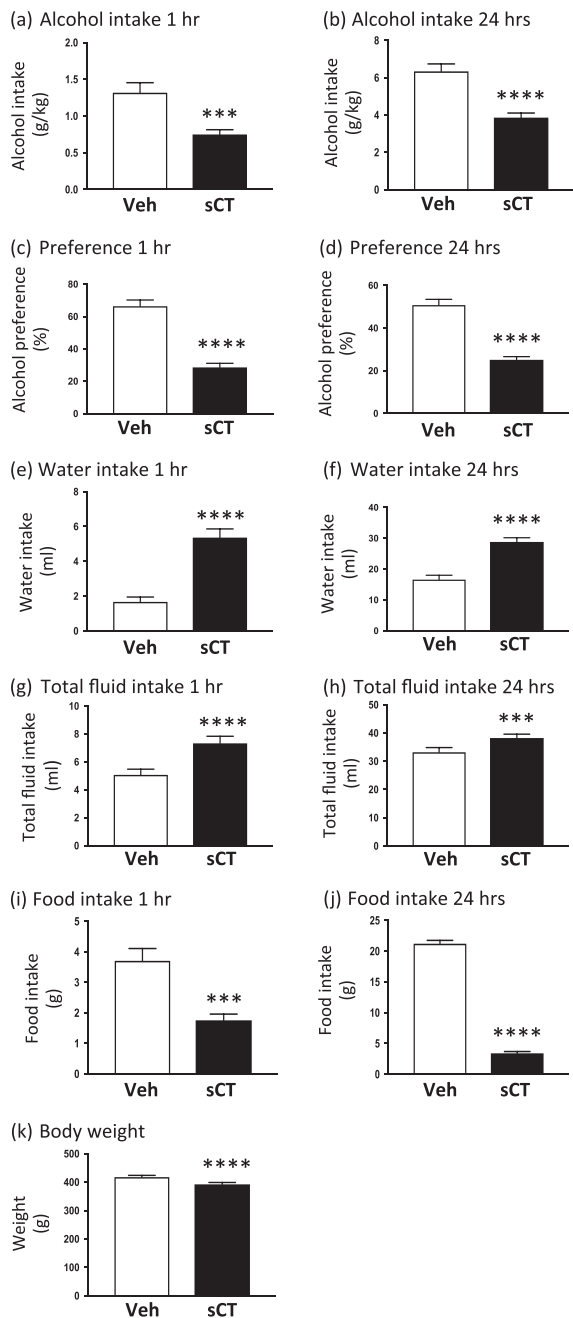 (a) Alcohol intake 1 hr
Alcohol intake
(g/kg)
2.0
1.5
1.0
0.5
0.0
***
Veh
sCT
(b) Alcohol intake 24 hrs
Alcohol intake
(g/kg)
8
6
4
2
0
****
Veh
sCT
(c) Preference 1 hr
Alcohol preference
(%)
80
60
40
20
0
****
Veh
sCT
(d) Preference 24 hrs
Alcohol preference
(%)
60
40
20
0
****
Veh
sCT
(e) Water intake 1 hr
Water intake
(ml)
8
6
4
2
0
****
Veh
sCT
(f) Water intake 24 hrs
Water intake
(ml)
40
30
20
10
0
****
Veh
sCT
(g) Total fluid intake 1 hr
Total fluid intake
(ml)
10
8
6
4
2
0
****
Veh
sCT
(h) Total fluid intake 24 hrs
Total fluid intake
(ml)
50
40
30
20
10
0
***
Veh
sCT
(i) Food intake 1 hr
Food intake
(g)
5
4
3
2
1
0
***
Veh
sCT
(j) Food intake 24 hrs
Food intake
(g)
25
20
15
10
5
0
****
Veh
sCT
(k) Body weight
Weight
(g)
500
400
300
200
100
0
****
Veh
sCT